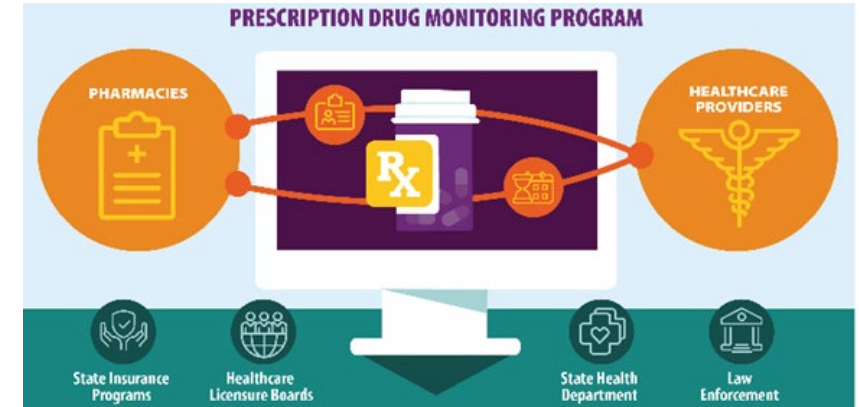 PRESCRIPTION DRUG MONITORING PROGRAM
PHARMACIES
HEALTHCARE
PROVIDERS
Rx
State Insurance
Programs
Healthcare
Licensure Boards
State Health
Department
Law
Enforcement